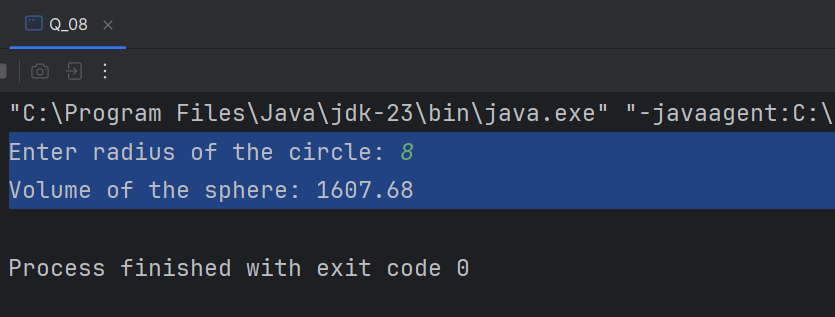 Q_08
"C:\Program Files\Java\jdk-23\bin\java.exe" "-javaagent:C:\
Enter radius of the circle: 8
Volume of the sphere: 1607.68
Process finished with exit code 0